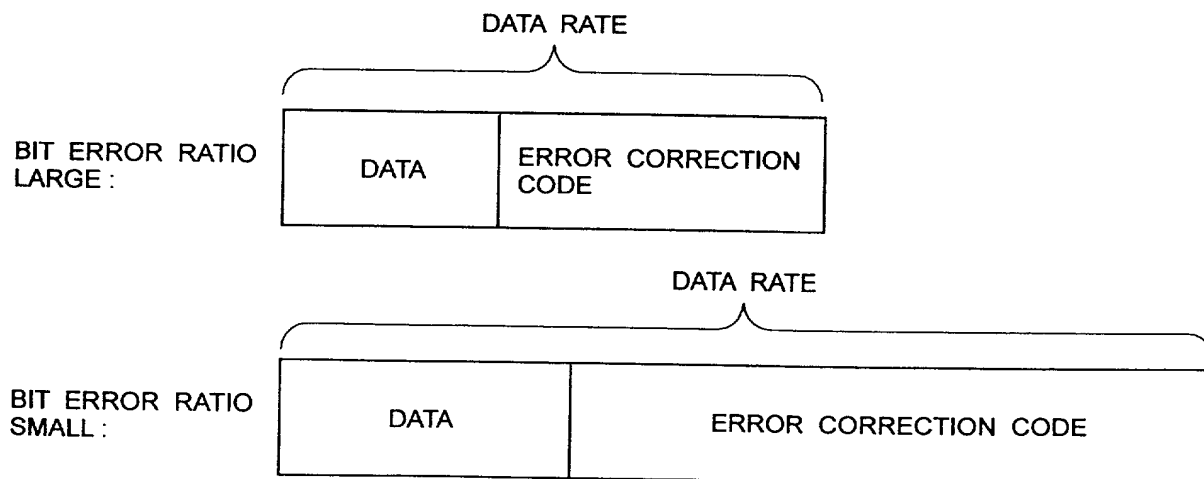 DATA RATE
BIT ERROR RATIO
LARGE :
DATA
ERROR CORRECTION
CODE
DATA RATE
BIT ERROR RATIO
SMALL :
DATA
ERROR CORRECTION CODE